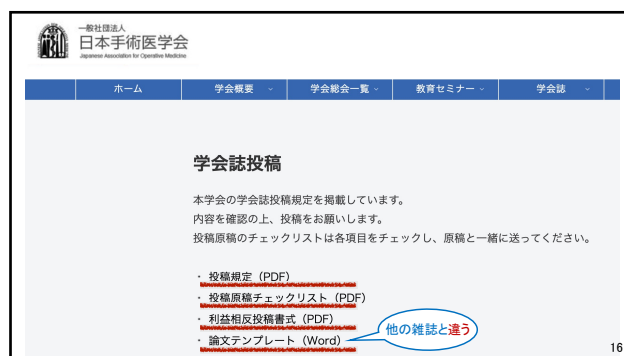 一般社団法人
日本手術医学会
Japanese Association for Operative Medicine
ホーム 学会概要 学会総会一覧 教育セミナー 学会誌
学会誌投稿
本学会の学会誌投稿規定を掲載しています。
内容を確認の上、投稿をお願いします。
投稿原稿のチェックリストは各項目をチェックし、原稿と一緒に送ってください。
・ 投稿規定（PDF）
・ 投稿原稿チェックリスト（PDF）
・ 利益相反投稿書式（PDF）
・ 論文テンプレート（Word）
他の雑誌と違う
16